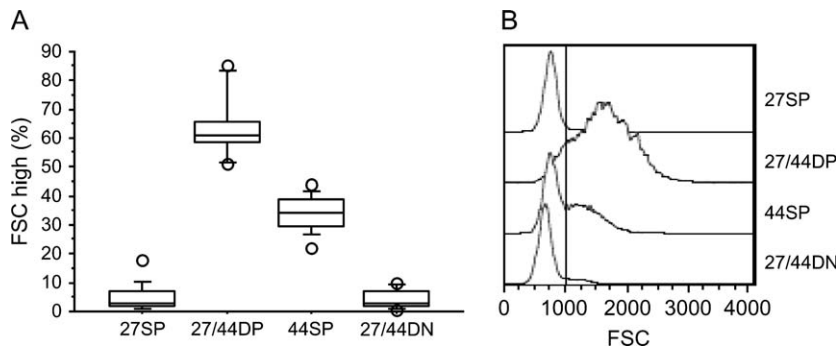 A
FSC high (%)
90
80
70
60
50
40
30
20
10
0
27SP 27/44DP 44SP 27/44DN
B
27SP
27/44DP
44SP
27/44DN
0 1000 2000 3000 4000
FSC